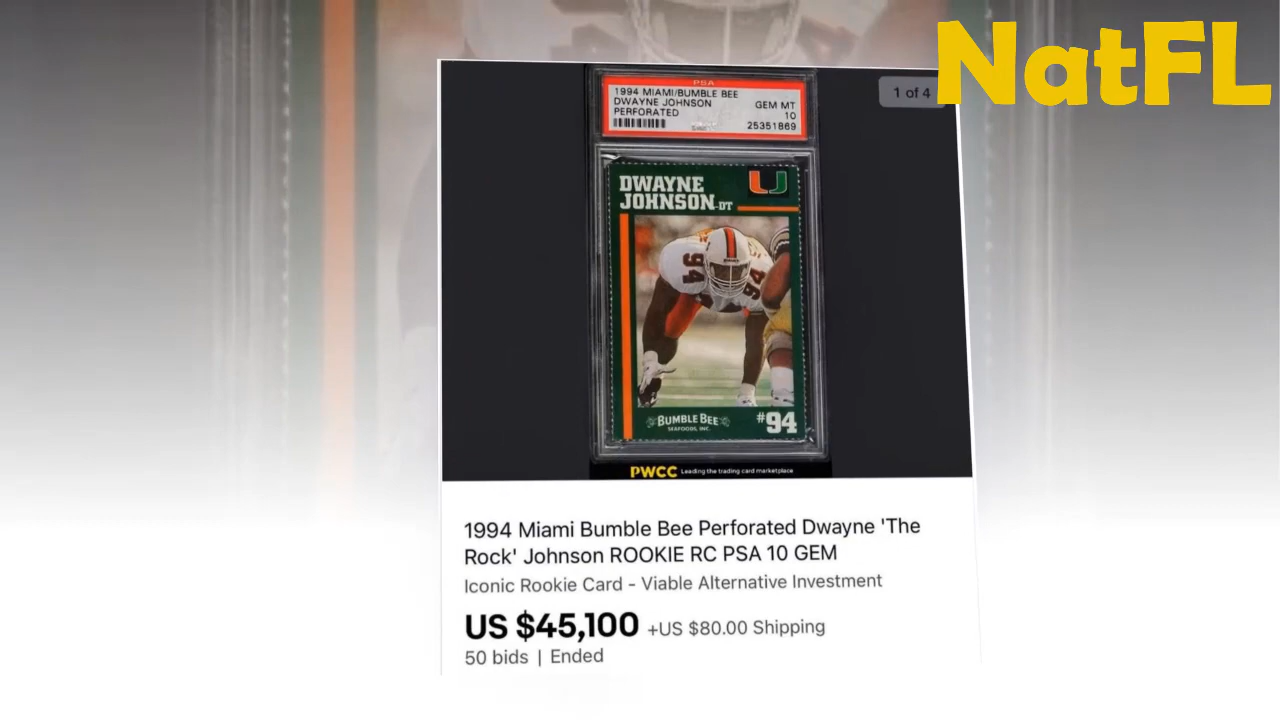 NatFL
1 of 4
PSA
1994 MIAMI/BUMBLE BEE
DWAYNE JOHNSON
PERFORATED
GEM MT
10
25351869
DWAYNE
JOHNSON-DT
U
94
94
BUMBLE BEE
SEAFOODS, INC.
#94
PWCC Leading the trading card marketplace
1994 Miami Bumble Bee Perforated Dwayne 'The
Rock' Johnson ROOKIE RC PSA 10 GEM
Iconic Rookie Card - Viable Alternative Investment
US $45,100 +US $80.00 Shipping
50 bids | Ended